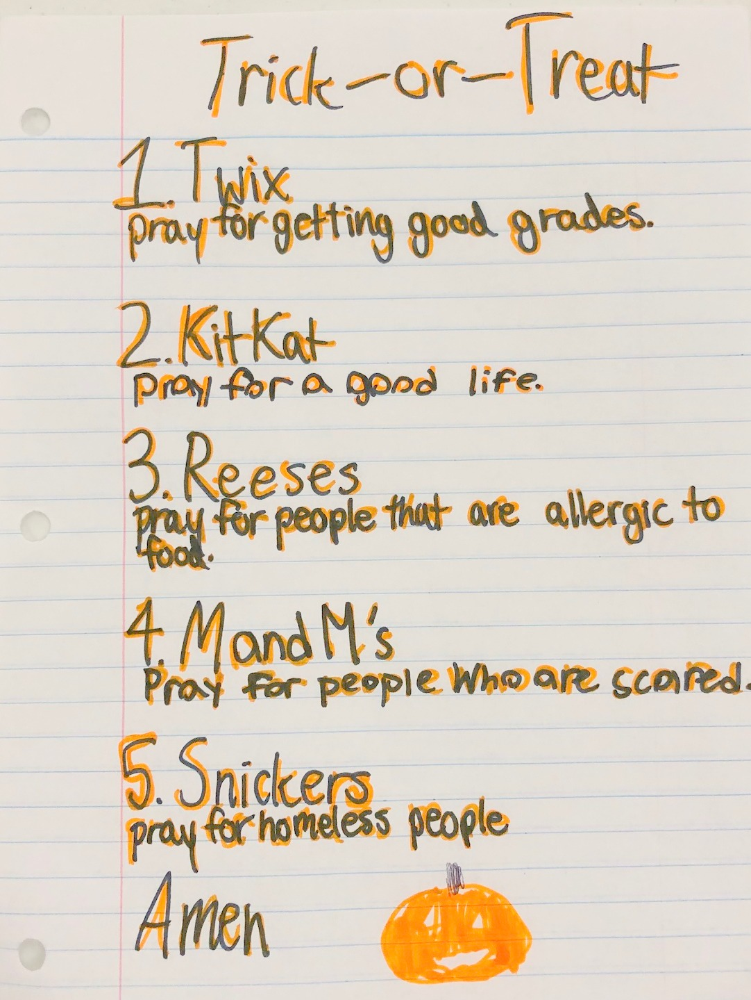 Trick-or-Treat
1. Twix
pray for getting good grades.
2. KitKat
pray for a good life.
3. Reeses
pray for people that are allergic to
food.
4. M and M's
Pray for people who are scared.
5. Snickers
pray for homeless people
Amen